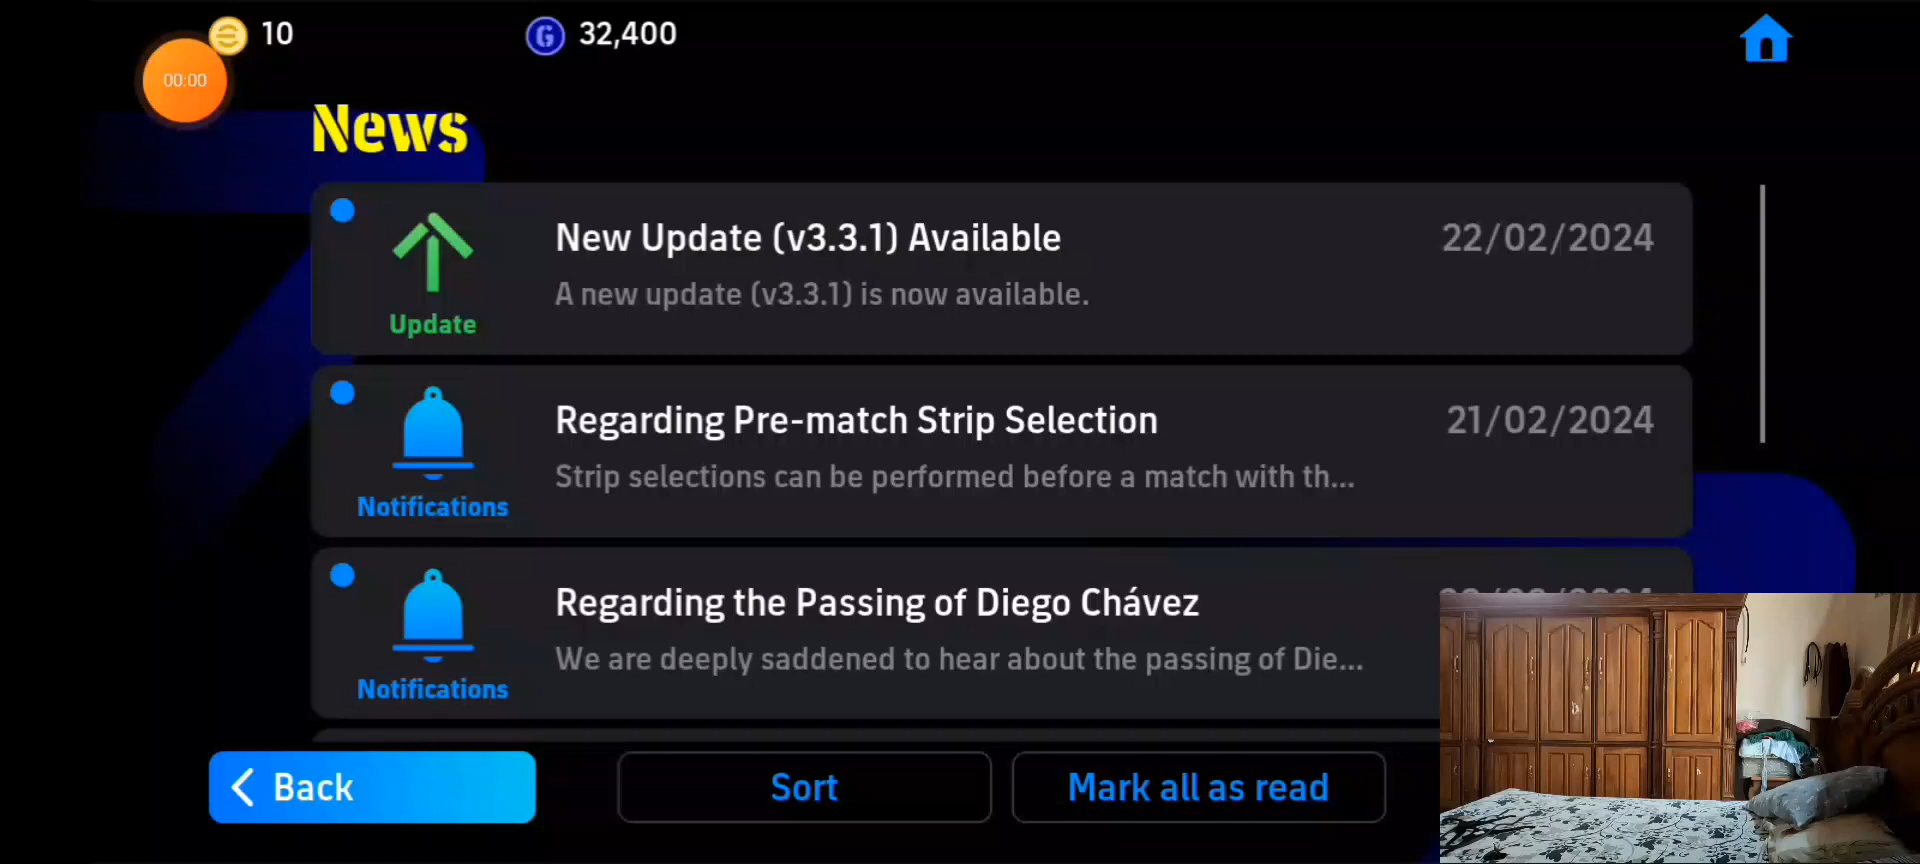 10
32,400
00:00
News
New Update (v3.3.1) Available
22/02/2024
A new update (v3.3.1) is now available.
Update
Regarding Pre-match Strip Selection
21/02/2024
Strip selections can be performed before a match with th...
Notifications
Regarding the Passing of Diego Chávez
We are deeply saddened to hear about the passing of Die...
Notifications
Back
Sort
Mark all as read